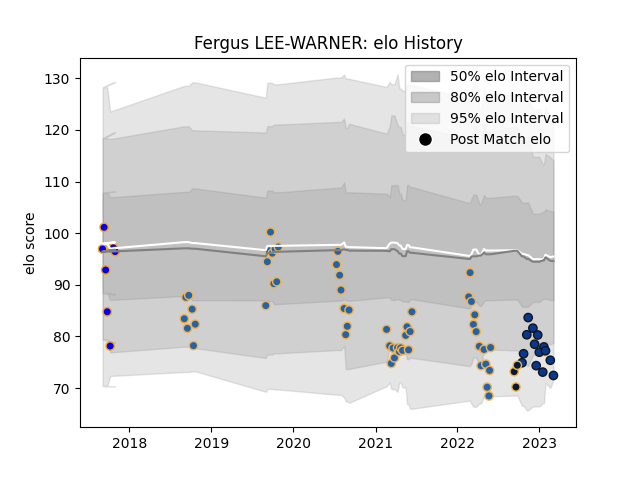 Fergus LEE-WARNER: elo History
50% elo Interval
80% elo Interval
95% elo Interval
Post Match elo
elo score
130
120
110
100
90
80
70
2018
2019
2020
2021
2022
2023